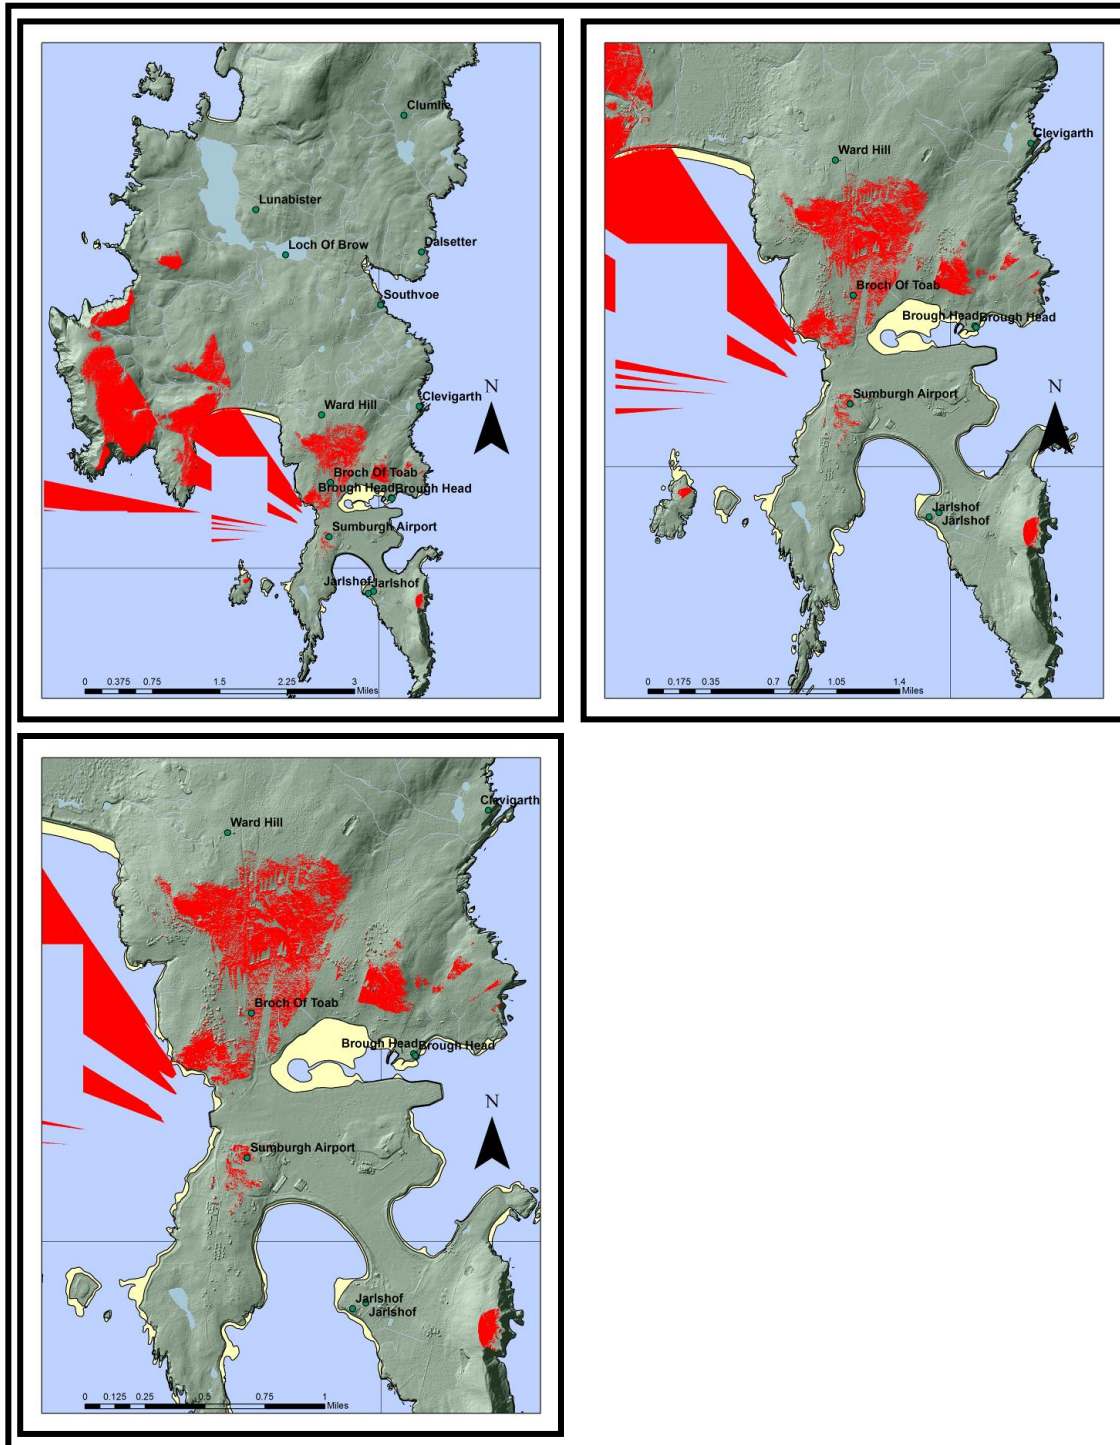 Clumlie
Lunabister
Loch Of Brow
Dalsetter
Southvoe
N
Clevigarth
Ward Hill
Broch Of Toab
Brough Head
Brough Head
Sumburgh Airport
Jarlshof
Jarlshof
0 0.375 0.75 1.5 2.25 3
Miles
Clevigarth
Ward Hill
Broch Of Toab
Brough Head
Brough Head
N
Sumburgh Airport
Jarlshof
Jarlshof
0 0.175 0.35 0.7 1.05 1.4
Miles
Clevigarth
Ward Hill
Broch Of Toab
Brough Head
Brough Head
N
Sumburgh Airport
Jarlshof
Jarlshof
0 0.125 0.25 0.5 0.75 1
Miles